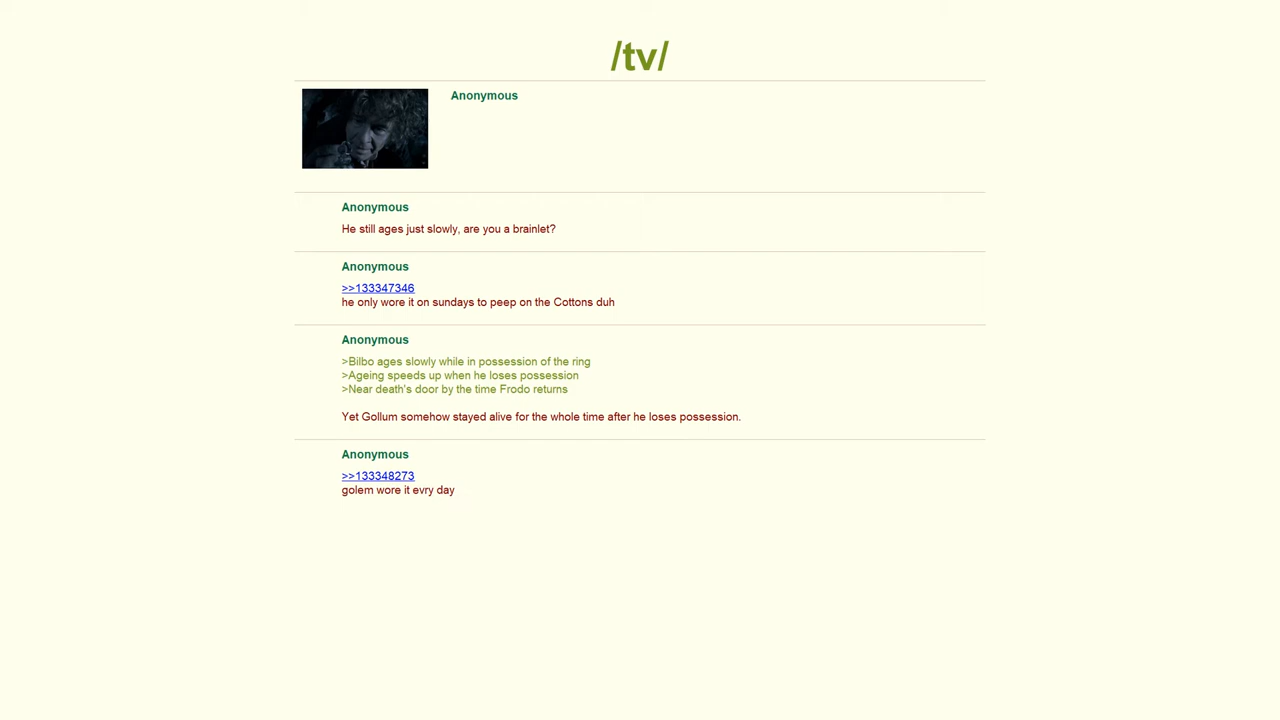 /tv/
Anonymous
Anonymous
He still ages just slowly, are you a brainlet?
Anonymous
>>133347346
he only wore it on sundays to peep on the Cottons duh
Anonymous
>Bilbo ages slowly while in possession of the ring
>Ageing speeds up when he loses possession
>Near death's door by the time Frodo returns
Yet Gollum somehow stayed alive for the whole time after he loses possession.
Anonymous
>>133348273
golem wore it evry day